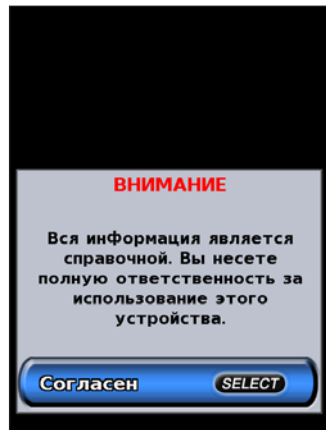 ВНИМАНИЕ
Вся информация является
справочной. Вы несете
полную ответственность за
использование этого
устройства.
Согласен SELECT